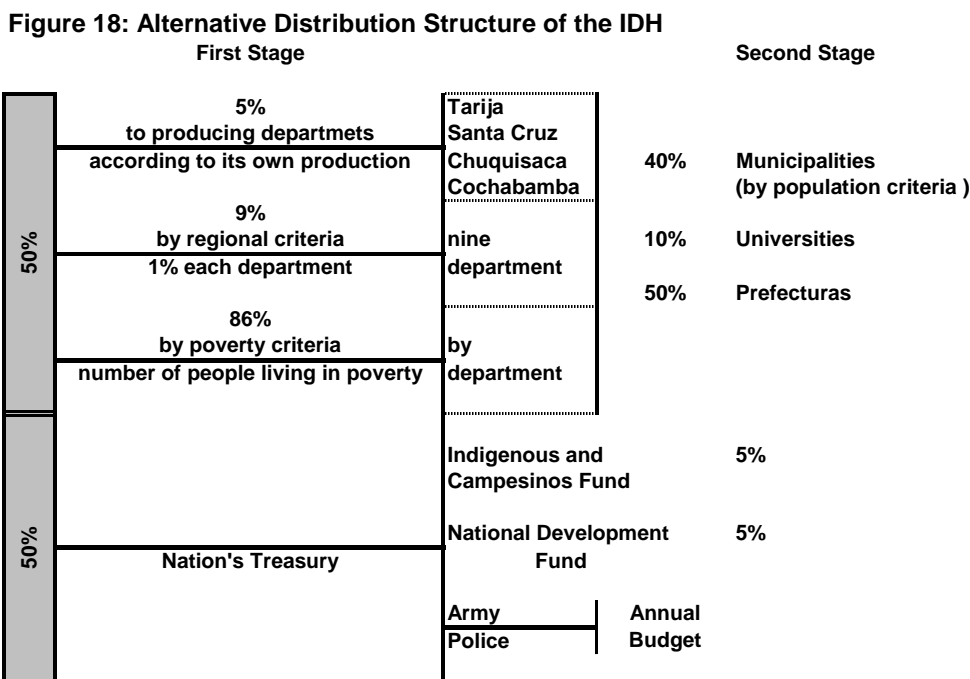 Figure 18: Alternative Distribution Structure of the IDH
First Stage
Second Stage
50%
5%
to producing departmets
according to its own production
Tarija
Santa Cruz
Chuquisaca
Cochabamba
40%
Municipalities
(by population criteria )
9%
by regional criteria
1% each department
nine
department
10%
Universities
50%
Prefecturas
86%
by poverty criteria
number of people living in poverty
by
department
50%
Nation's Treasury
Indigenous and
Campesinos Fund
5%
National Development
Fund
5%
Army
Police
Annual
Budget